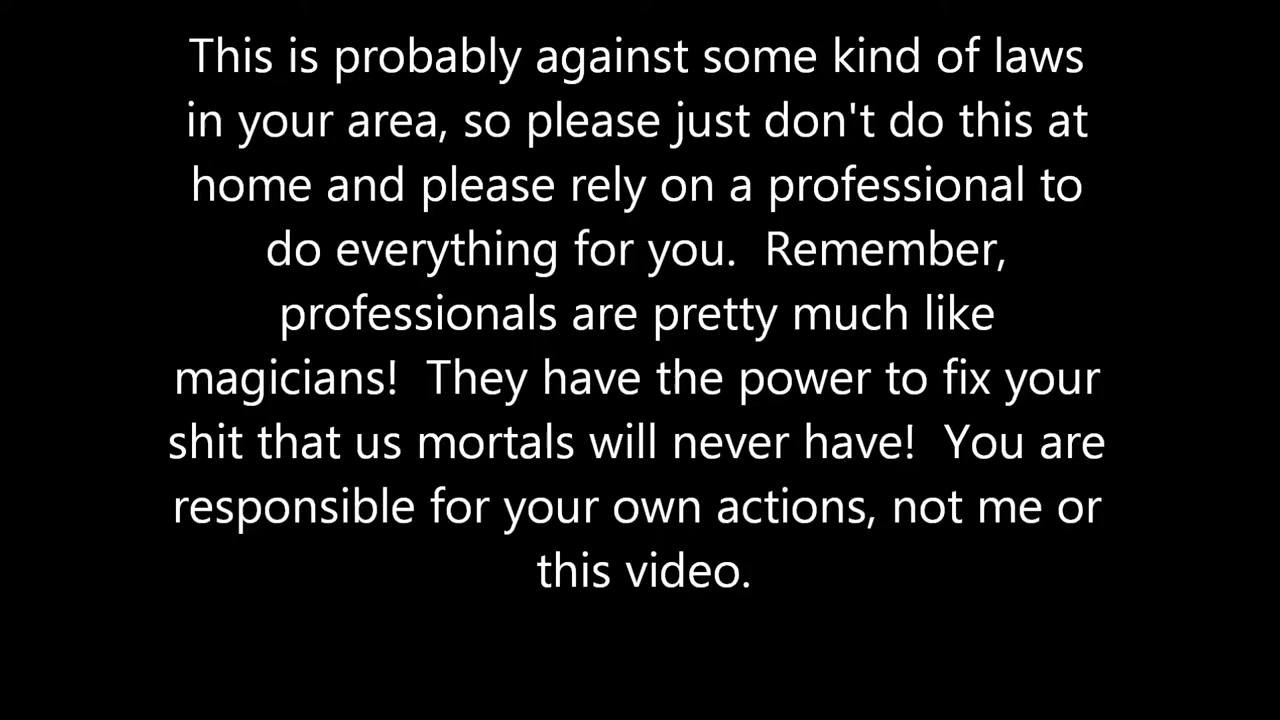 This is probably against some kind of laws
in your area, so please just don't do this at
home and please rely on a professional to
do everything for you.  Remember,
professionals are pretty much like
magicians!  They have the power to fix your
shit that us mortals will never have!  You are
responsible for your own actions, not me or
this video.